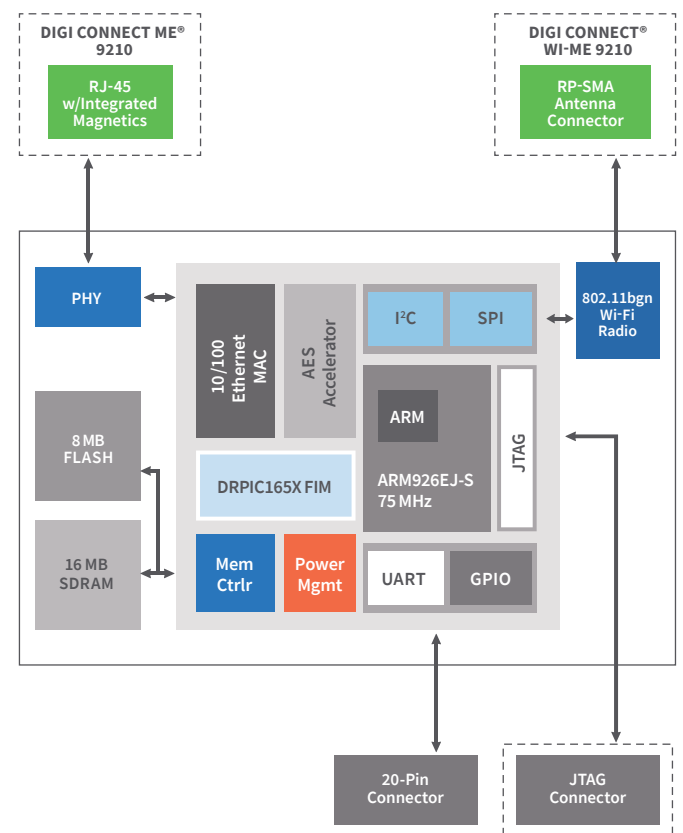 DIGI CONNECT ME®
9210
RJ-45
w/Integrated
Magnetics
DIGI CONNECT®
WI-ME 9210
RP-SMA
Antenna
Connector
PHY
10/100
Ethernet
MAC
AES
Accelerator
I²C
SPI
802.11bgn
Wi-Fi
Radio
8 MB
FLASH
ARM
ARM926EJ-S
75 MHz
JTAG
DRPIC165X FIM
16 MB
SDRAM
Mem
Ctrlr
Power
Mgmt
UART
GPIO
20-Pin
Connector
JTAG
Connector